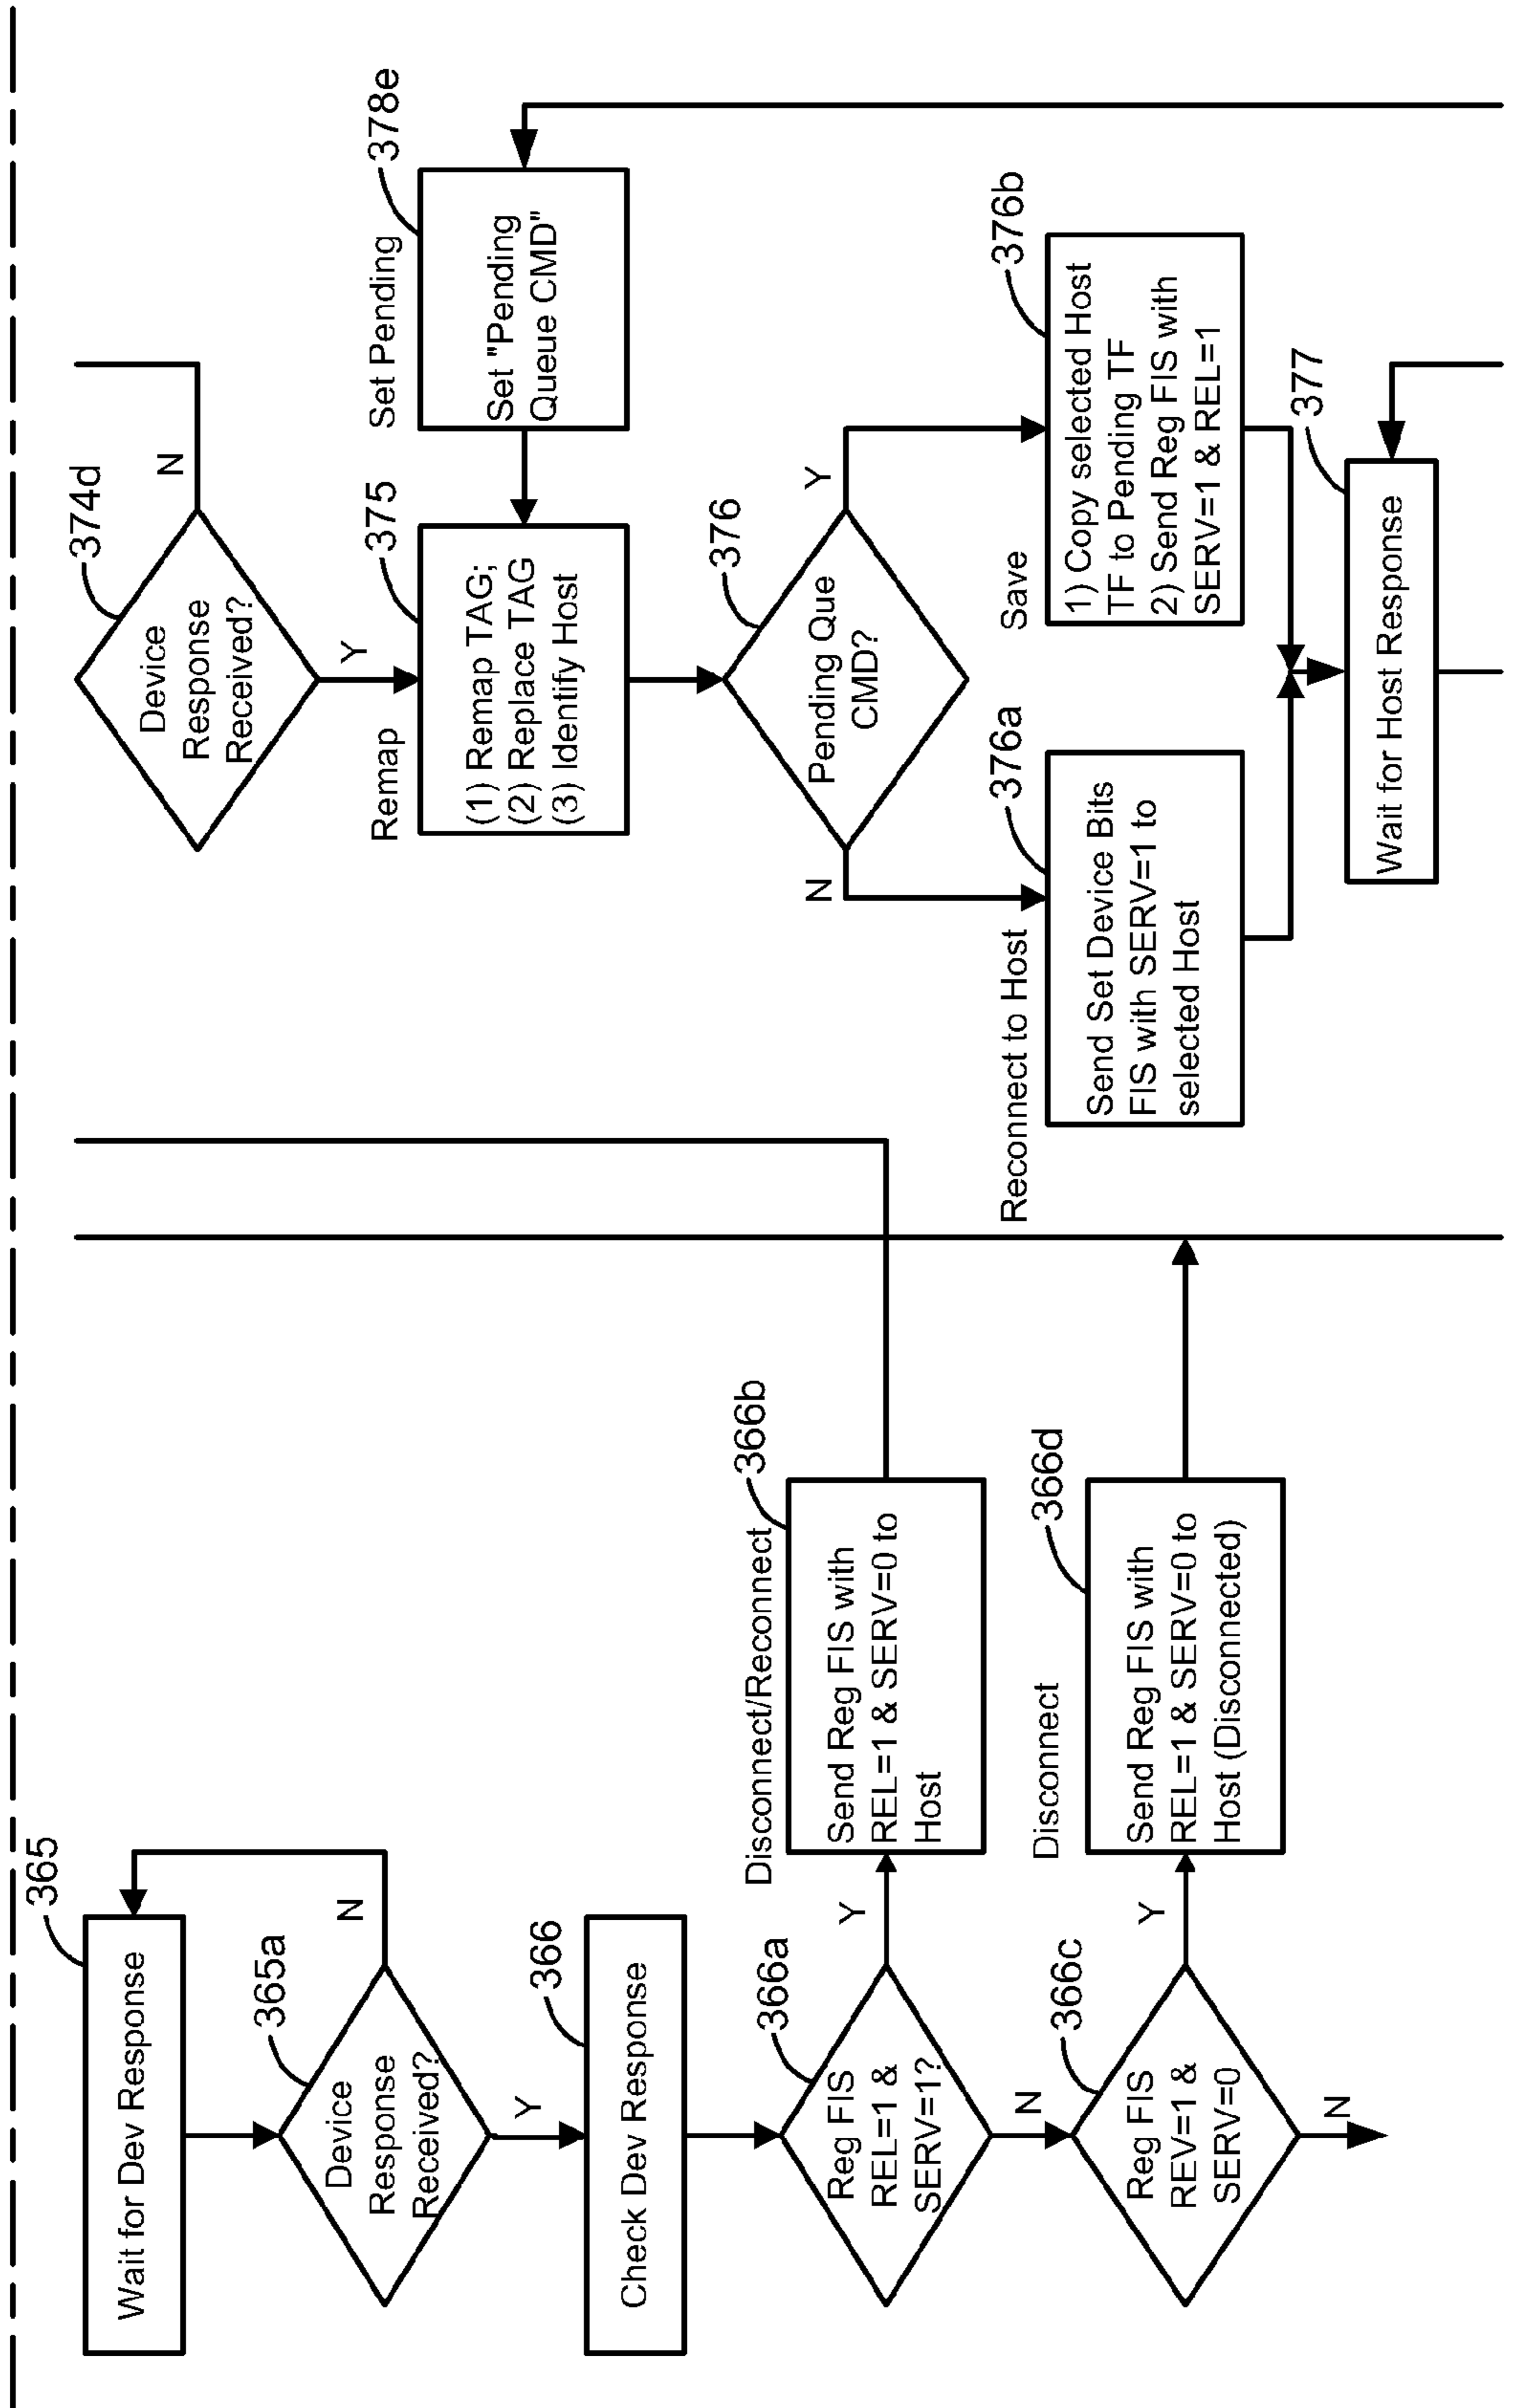 365
Wait for Dev Response
365a
Device
Response
Received?
N
Y
366
Check Dev Response
366a
Reg FIS
REL=1 &
SERV=1?
Y
N
Disconnect/Reconnect
366b
Send Reg FIS with
REL=1 & SERV=0 to
Host
366c
Reg FIS
REV=1 &
SERV=0
Y
N
Disconnect
366d
Send Reg FIS with
REL=1 & SERV=0 to
Host (Disconnected)
374d
Device
Response
Received?
N
Y
Remap
375
(1) Remap TAG;
(2) Replace TAG
(3) Identify Host
Set Pending
378e
Set "Pending
Queue CMD"
376
Pending Que
CMD?
N
Y
Reconnect to Host
376a
Send Set Device Bits
FIS with SERV=1 to
selected Host
Save
376b
1) Copy selected Host
TF to Pending TF
2) Send Reg FIS with
SERV=1 & REL=1
377
Wait for Host Response